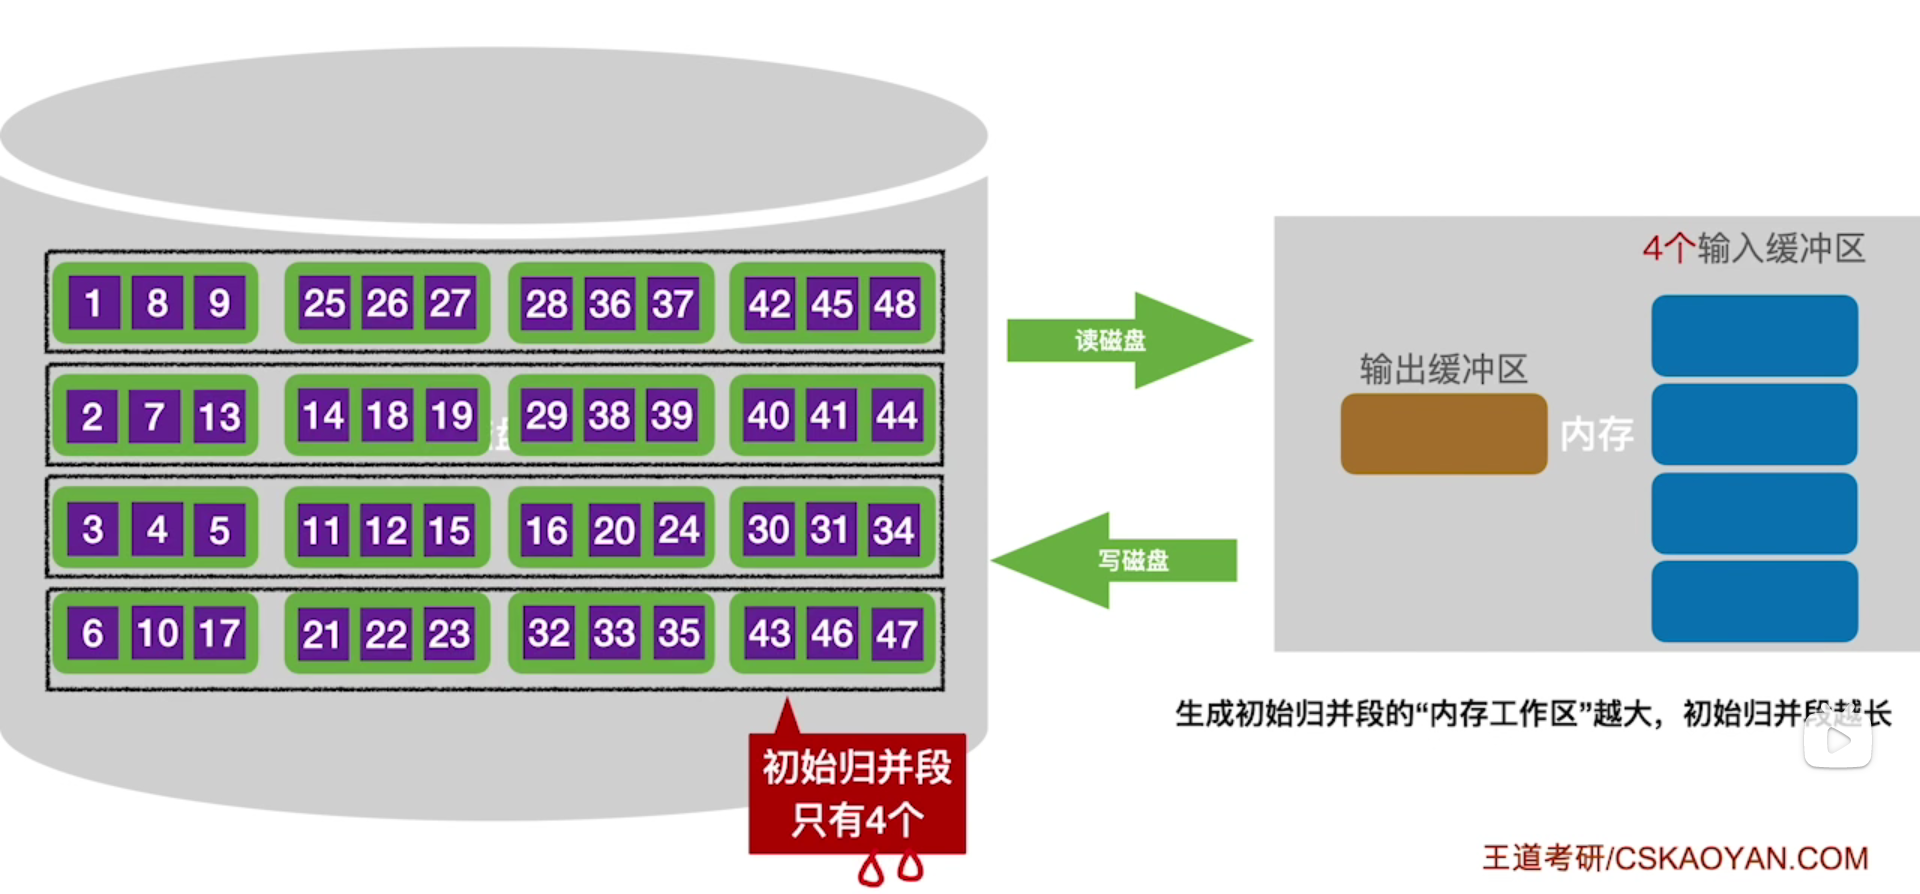 4个输入缓冲区
1 8 9 25 26 27 28 36 37 42 45 48
读磁盘
输出缓冲区
2 7 13 14 18 19 29 38 39 40 41 44
内存
3 4 5 11 12 15 16 20 24 30 31 34
写磁盘
6 10 17 21 22 23 32 33 35 43 46 47
生成初始归并段的“内存工作区”越大，初始归并段越长
初始归并段
只有4个
王道考研/CSKAOYAN.COM